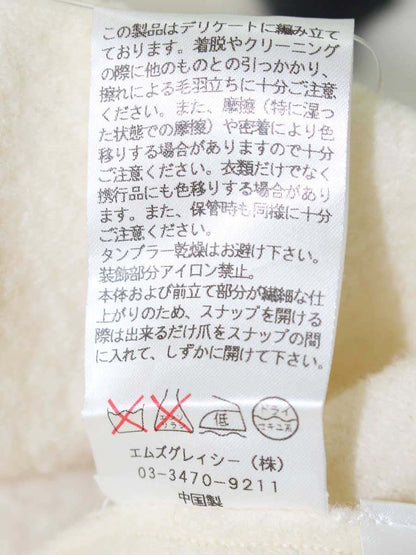 この製品はデリケートに編み立て
ております。着脱やクリーニング
の際に他のものとの引っかかり、
擦れによる毛羽立ちに十分ご注意
ください。また、摩擦（特に湿っ
た状態での摩擦）や密着により色
移りする場合がありますので十分
ご注意ください。衣類だけでなく
携行品にも色移りする場合があり
ます。また、保管時も同様に十分
ご注意ください。
タンブラー乾燥はお避け下さい。
装飾部分アイロン禁止。
本体および前立て部分が繊細な仕
上がりのため、スナップを開ける
際は出来るだけ爪をスナップの間
に入れて、しずかに開けて下さい。
低 ドライ セキユ系
エムズグレイシー（株）
03-3470-9211
中国製